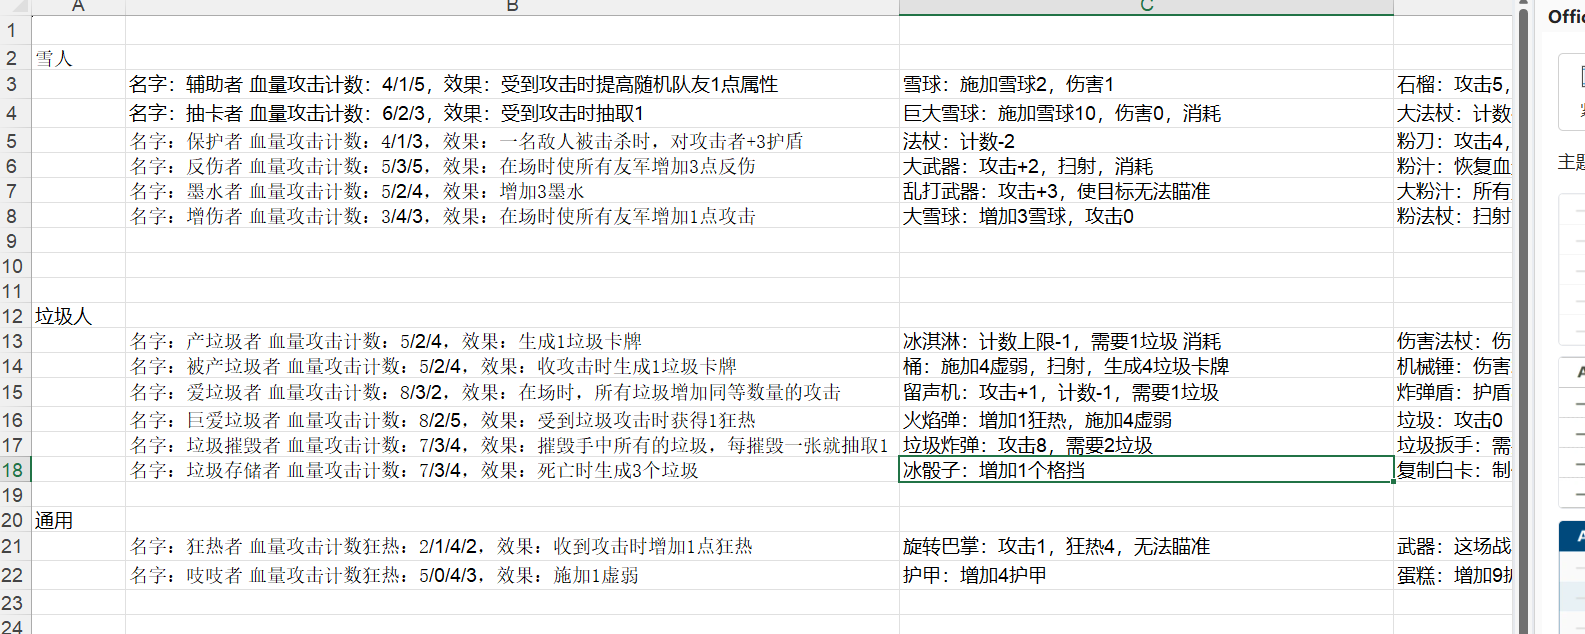 A B C
Offic
1
2 雪人
3 名字：辅助者 血量攻击计数：4/1/5，效果：受到攻击时提高随机队友1点属性 雪球：施加雪球2，伤害1 石榴：攻击5，
4 名字：抽卡者 血量攻击计数：6/2/3，效果：受到攻击时抽取1 巨大雪球：施加雪球10，伤害0，消耗 大法杖：计数
5 名字：保护者 血量攻击计数：4/1/3，效果：一名敌人被击杀时，对攻击者+3护盾 法杖：计数-2 粉刀：攻击4，
6 名字：反伤者 血量攻击计数：5/3/5，效果：在场时使所有友军增加3点反伤 大武器：攻击+2，扫射，消耗 粉汁：恢复血
主题
7 名字：墨水者 血量攻击计数：5/2/4，效果：增加3墨水 乱打武器：攻击+3，使目标无法瞄准 大粉汁：所有
8 名字：增伤者 血量攻击计数：3/4/3，效果：在场时使所有友军增加1点攻击 大雪球：增加3雪球，攻击0 粉法杖：扫射
9
10
11
12 垃圾人
13 名字：产垃圾者 血量攻击计数：5/2/4，效果：生成1垃圾卡牌 冰淇淋：计数上限-1，需要1垃圾 消耗 伤害法杖：伤
14 名字：被产垃圾者 血量攻击计数：5/2/4，效果：收攻击时生成1垃圾卡牌 桶：施加4虚弱，扫射，生成4垃圾卡牌 机械锤：伤害
15 名字：爱垃圾者 血量攻击计数：8/3/2，效果：在场时，所有垃圾增加同等数量的攻击 留声机：攻击+1，计数-1，需要1垃圾 炸弹盾：护盾
16 名字：巨爱垃圾者 血量攻击计数：8/2/5，效果：受到垃圾攻击时获得1狂热 火焰弹：增加1狂热，施加4虚弱 垃圾：攻击0
17 名字：垃圾摧毁者 血量攻击计数：7/3/4，效果：摧毁手中所有的垃圾，每摧毁一张就抽取1 垃圾炸弹：攻击8，需要2垃圾 垃圾扳手：需
18 名字：垃圾存储者 血量攻击计数：7/3/4，效果：死亡时生成3个垃圾 冰骰子：增加1个格挡 复制白卡：制
19
20 通用
21 名字：狂热者 血量攻击计数狂热：2/1/4/2，效果：收到攻击时增加1点狂热 旋转巴掌：攻击1，狂热4，无法瞄准 武器：这场战
22 名字：吱吱者 血量攻击计数狂热：5/0/4/3，效果：施加1虚弱 护甲：增加4护甲 蛋糕：增加9护
23
24